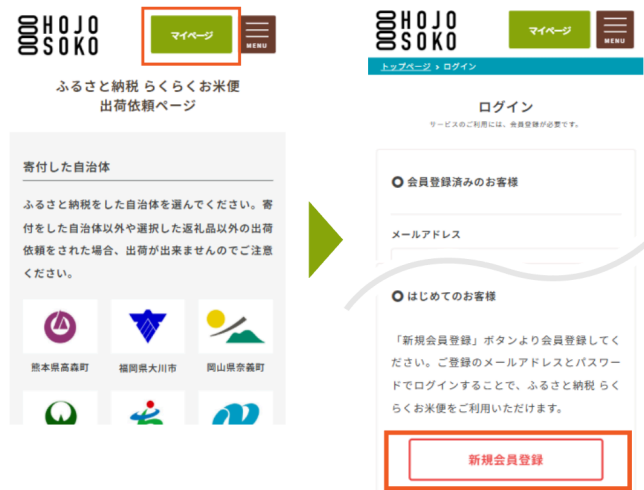 HOJO
SOKO
マイページ
MENU
ふるさと納税 らくらくお米便
出荷依頼ページ
寄付した自治体
ふるさと納税をした自治体を選んでください。寄
付をした自治体以外や選択した返礼品以外の出荷
依頼をされた場合、出荷が出来ませんのでご注意
ください。
熊本県高森町
福岡県大川市
岡山県奈義町
HOJO
SOKO
マイページ
MENU
トップページ › ログイン
ログイン
サービスのご利用には、会員登録が必要です。
会員登録済みのお客様
メールアドレス
はじめてのお客様
「新規会員登録」ボタンより会員登録してく
ださい。ご登録のメールアドレスとパスワー
ドでログインすることで、ふるさと納税 らく
らくお米便をご利用いただけます。
新規会員登録